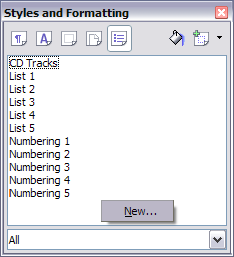 Styles and Formatting
CD Tracks
List 1
List 2
List 3
List 4
List 5
Numbering 1
Numbering 2
Numbering 3
Numbering 4
Numbering 5
New...
All